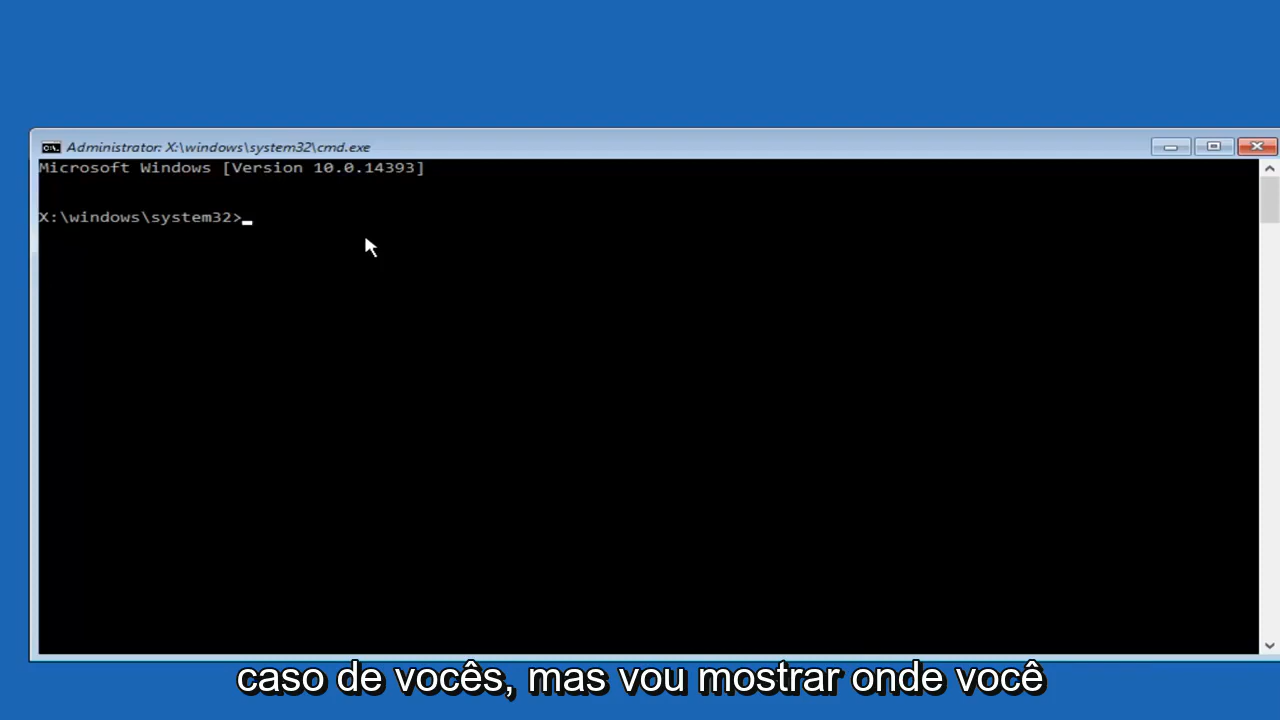 Administrator: X:\windows\system32\cmd.exe
Microsoft Windows [Version 10.0.14393]
X:\windows\system32>
caso de vocês, mas vou mostrar onde você